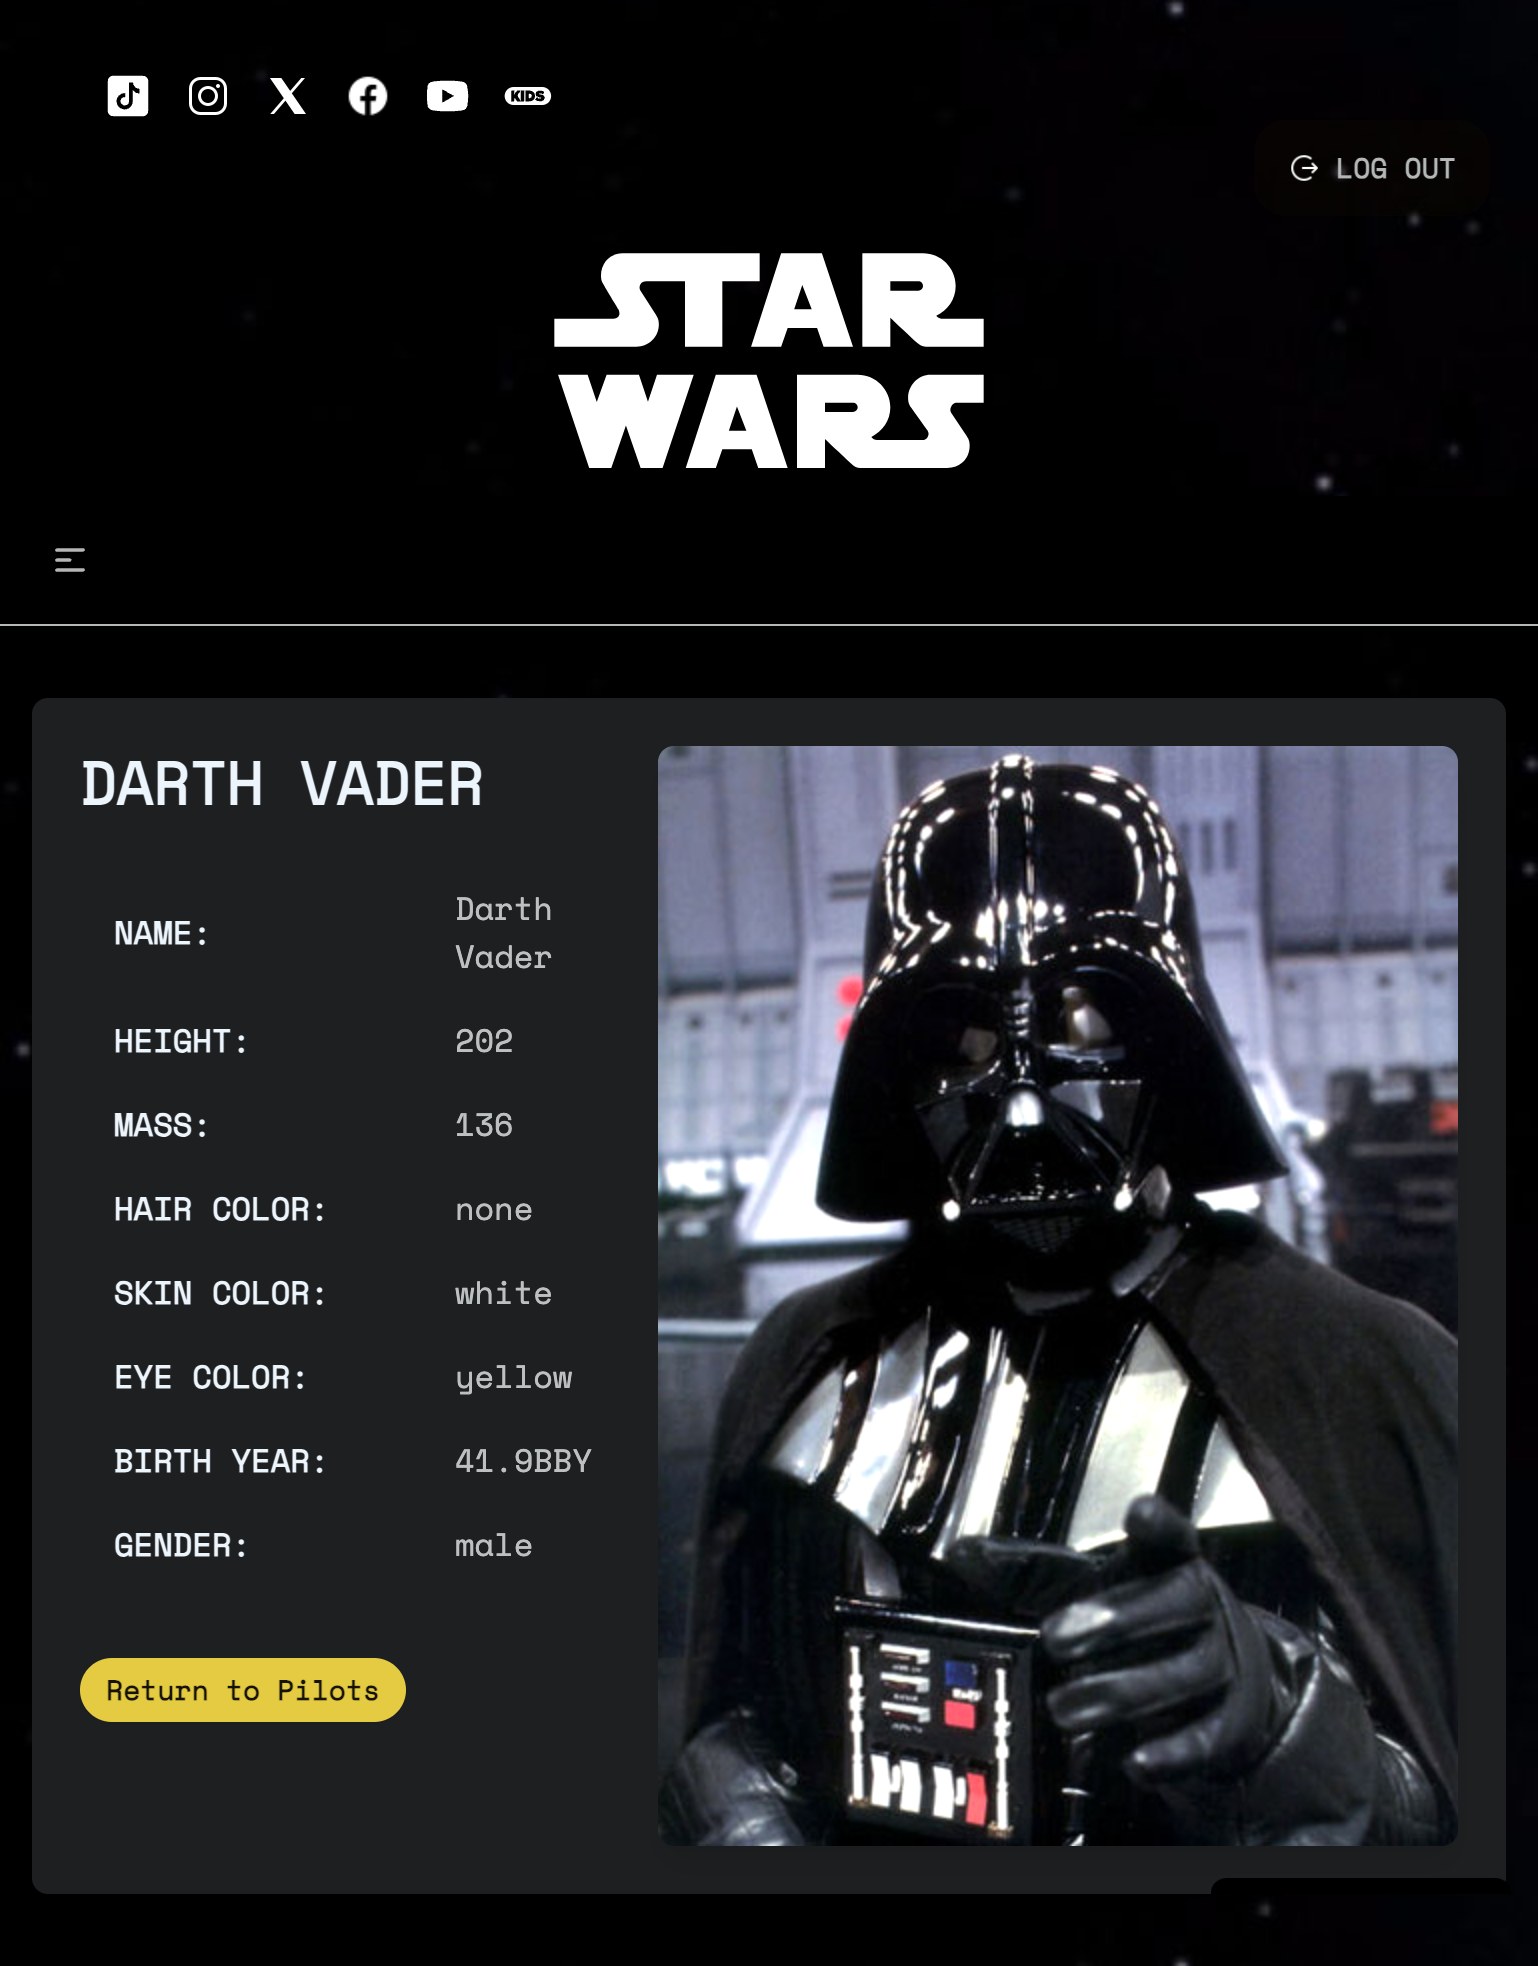 KIDS
LOG OUT
STAR
WARS
DARTH VADER
NAME:
Darth
Vader
HEIGHT: 202
MASS: 136
HAIR COLOR: none
SKIN COLOR: white
EYE COLOR: yellow
BIRTH YEAR: 41.9BBY
GENDER: male
Return to Pilots